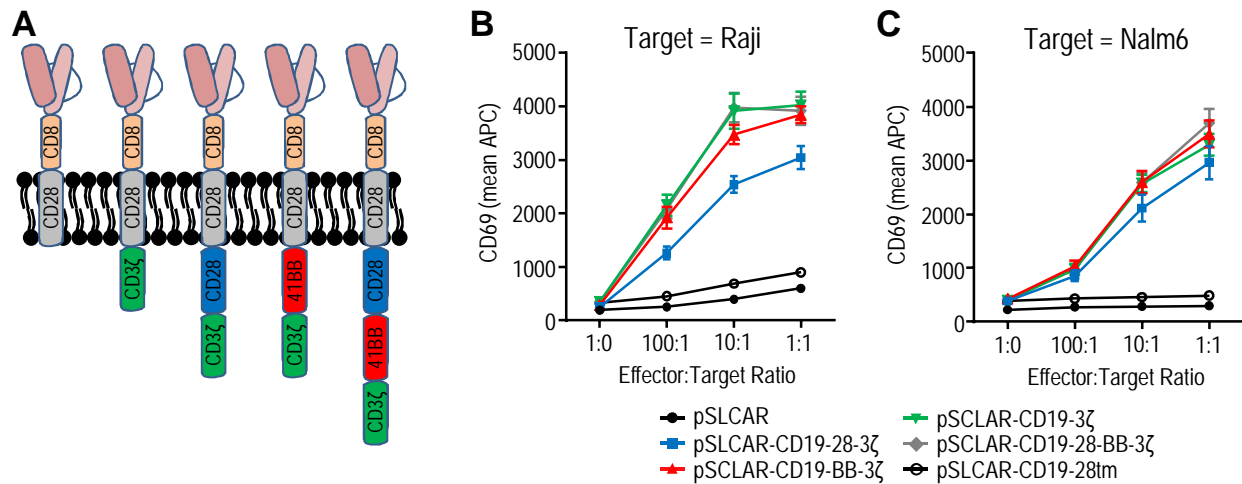 A
CD8
CD28
CD8
CD28
CD3ζ
CD8
CD28
CD28
CD3ζ
CD8
CD28
41BB
CD3ζ
CD8
CD28
CD28
41BB
CD3ζ
B
Target = Raji
CD69 (mean APC)
5000
4000
3000
2000
1000
0
1:0
100:1
10:1
1:1
Effector:Target Ratio
C
Target = Nalm6
CD69 (mean APC)
5000
4000
3000
2000
1000
0
1:0
100:1
10:1
1:1
Effector:Target Ratio
pSLCAR
pSLCAR-CD19-28-3ζ
pSCLAR-CD19-BB-3ζ
pSCLAR-CD19-3ζ
pSCLAR-CD19-28-BB-3ζ
pSLCAR-CD19-28tm